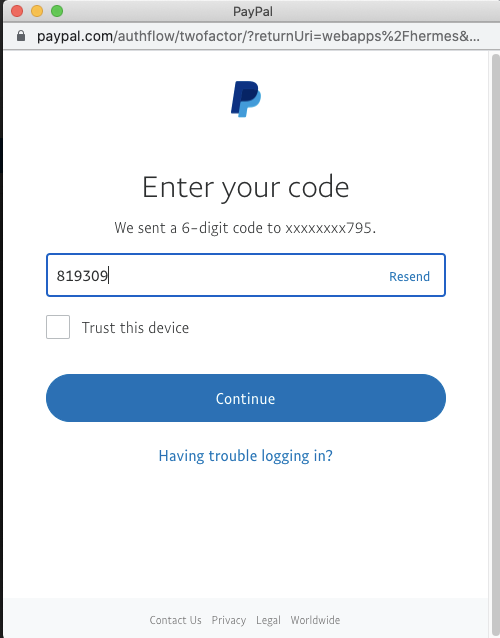 PayPal
paypal.com/authflow/twofactor/?returnUri=webapps%2Fhermes&...
Enter your code
We sent a 6-digit code to xxxxxxxx795.
819309 Resend
Trust this device
Continue
Having trouble logging in?
Contact Us Privacy Legal Worldwide